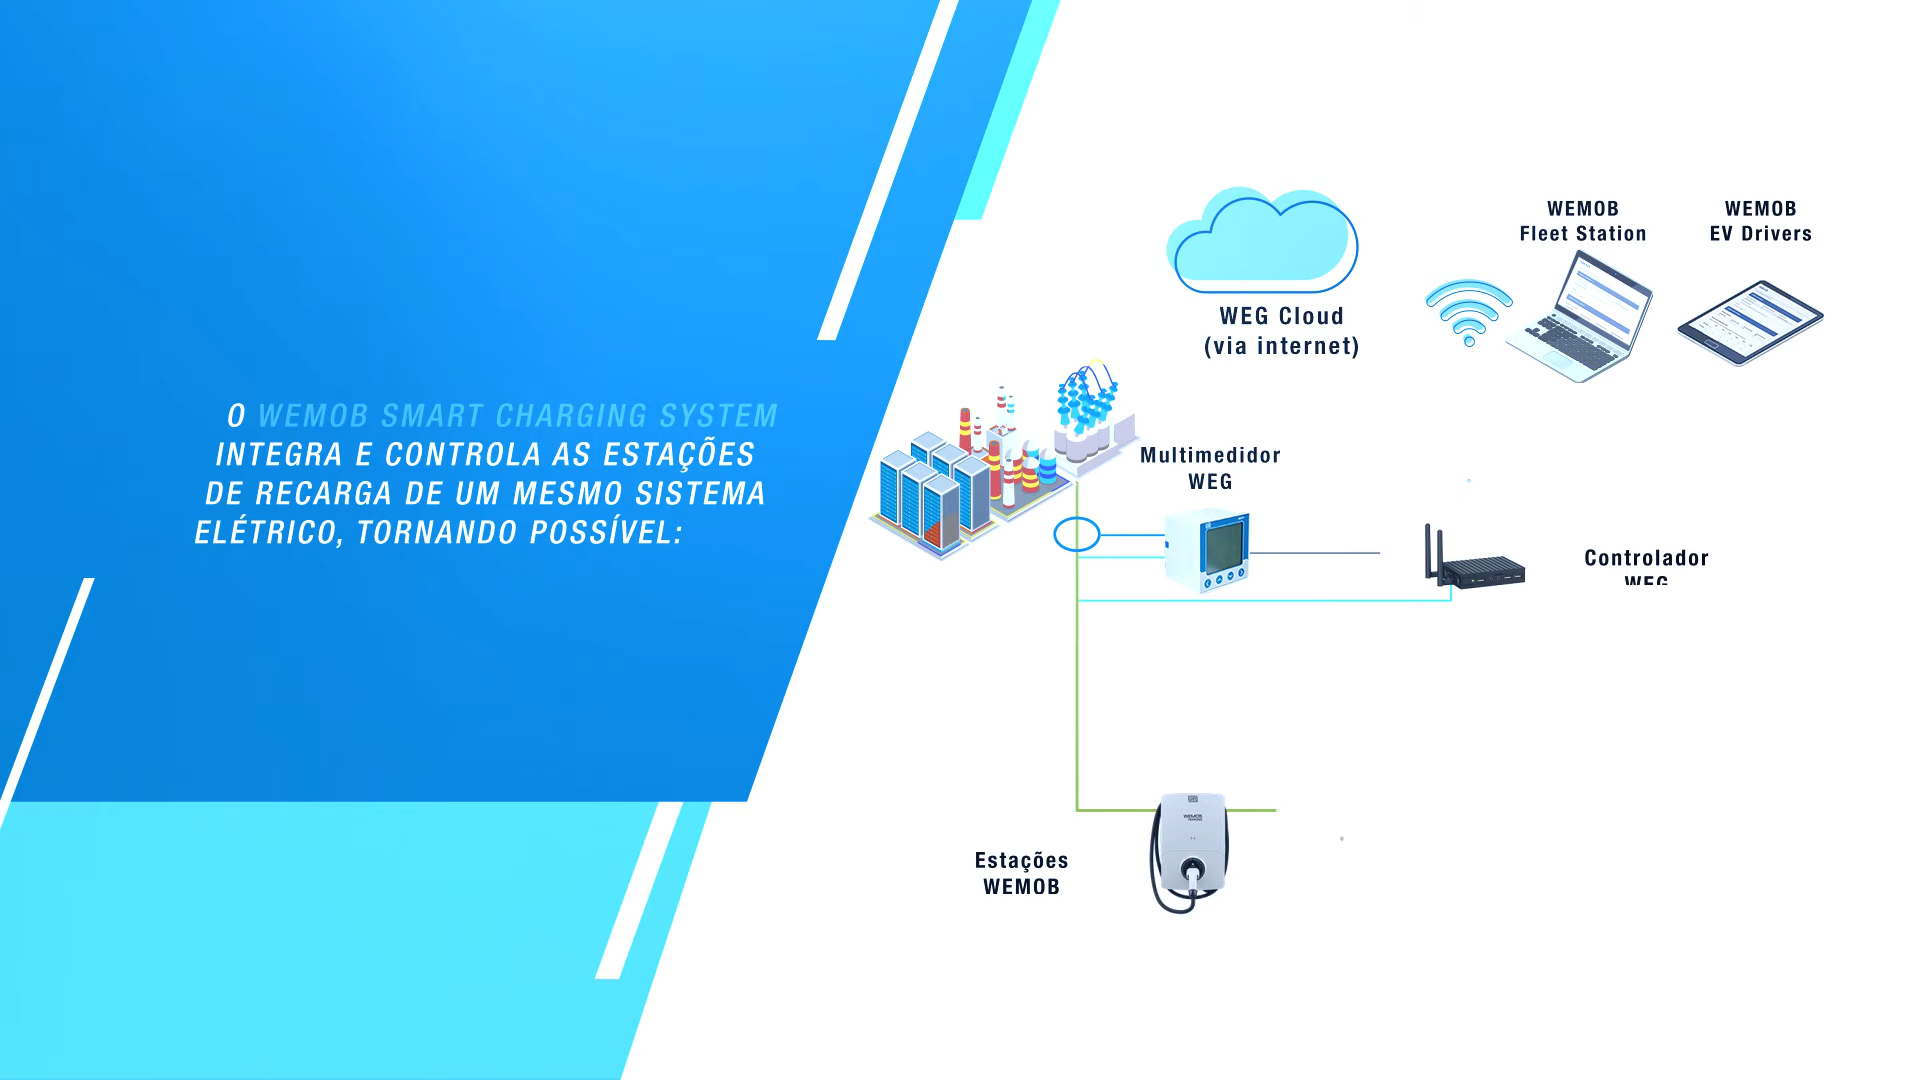 O WEMOB SMART CHARGING SYSTEM
INTEGRA E CONTROLA AS ESTAÇÕES
DE RECARGA DE UM MESMO SISTEMA
ELÉTRICO, TORNANDO POSSÍVEL:
WEG Cloud
(via internet)
WEMOB
Fleet Station
WEMOB
EV Drivers
Multimedidor
WEG
Controlador
WEG
Estações
WEMOB